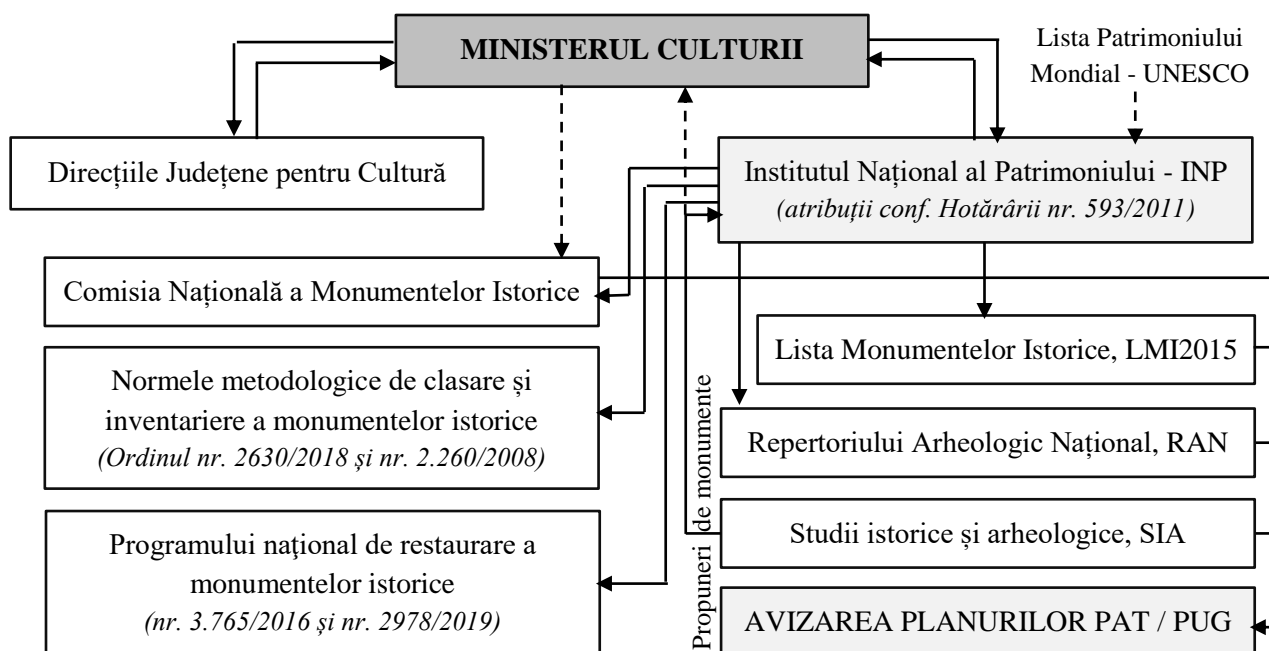 MINISTERUL CULTURII
Lista Patrimoniului
Mondial - UNESCO
Direcțiile Județene pentru Cultură
Institutul Național al Patrimoniului - INP
(atribuții conf. Hotărârii nr. 593/2011)
Comisia Națională a Monumentelor Istorice
Lista Monumentelor Istorice, LMI2015
Normele metodologice de clasare și
inventariere a monumentelor istorice
(Ordinul nr. 2630/2018 și nr. 2.260/2008)
Repertoriului Arheologic Național, RAN
Propuneri de monumente
Studii istorice și arheologice, SIA
Programului naţional de restaurare a
monumentelor istorice
(nr. 3.765/2016 și nr. 2978/2019)
AVIZAREA PLANURILOR PAT / PUG